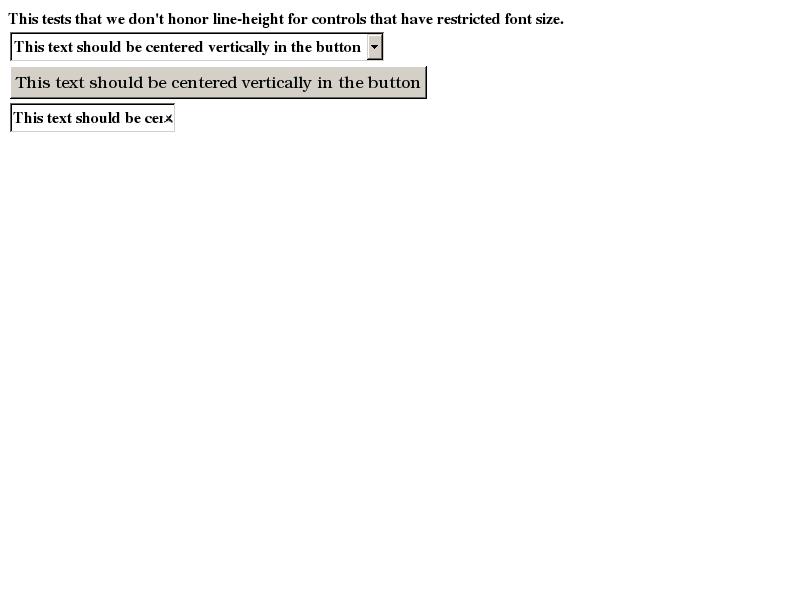 This tests that we don't honor line-height for controls that have restricted font size.
This text should be centered vertically in the button
This text should be centered vertically in the button
This text should be